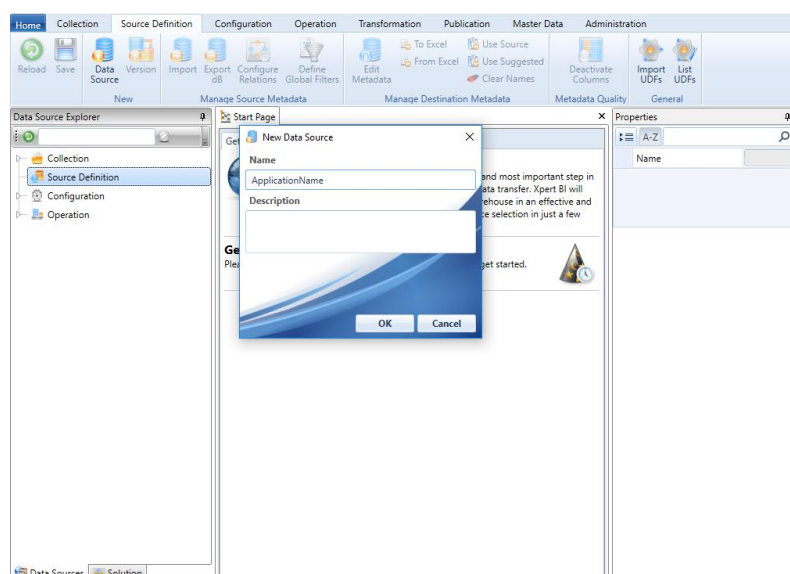 Home Collection Source Definition Configuration Operation Transformation Publication Master Data Administration
Reload Save Data Source Version Import Export dB Configure Relations Define Global Filters Edit Metadata To Excel From Excel Use Source Use Suggested Clear Names Deactivate Columns Import UDFs List UDFs
New Manage Source Metadata Manage Destination Metadata Metadata Quality General
Data Source Explorer
Collection
Source Definition
Configuration
Operation
Start Page
New Data Source
Name
ApplicationName
Description
OK Cancel
and most important step in
ata transfer. Xpert BI will
ehouse in an effective and
e selection in just a few
Ge
Plea
get started.
Properties
A-Z
Name
Data Sources Solution